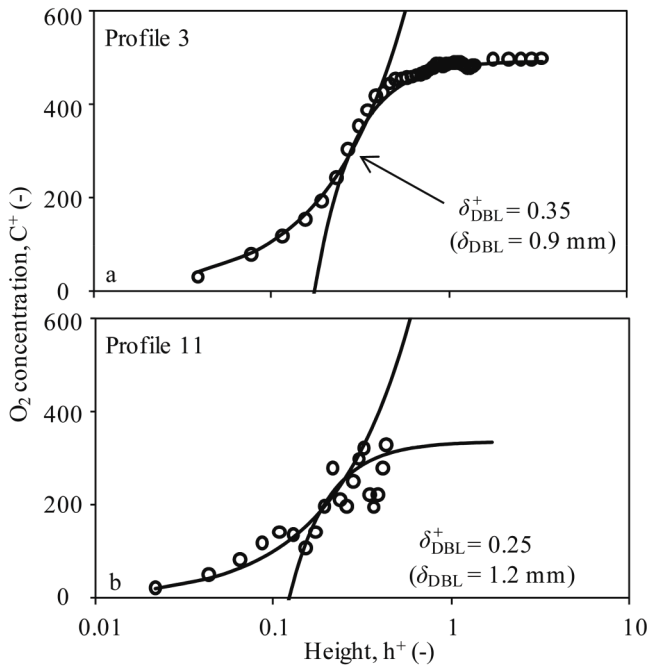 600
Profile 3
400
200
δ⁺DBL = 0.35
(δDBL = 0.9 mm)
a
0
O₂ concentration, C⁺ (-)
600
Profile 11
400
200
δ⁺DBL = 0.25
(δDBL = 1.2 mm)
b
0
0.01 0.1 1 10
Height, h⁺ (-)